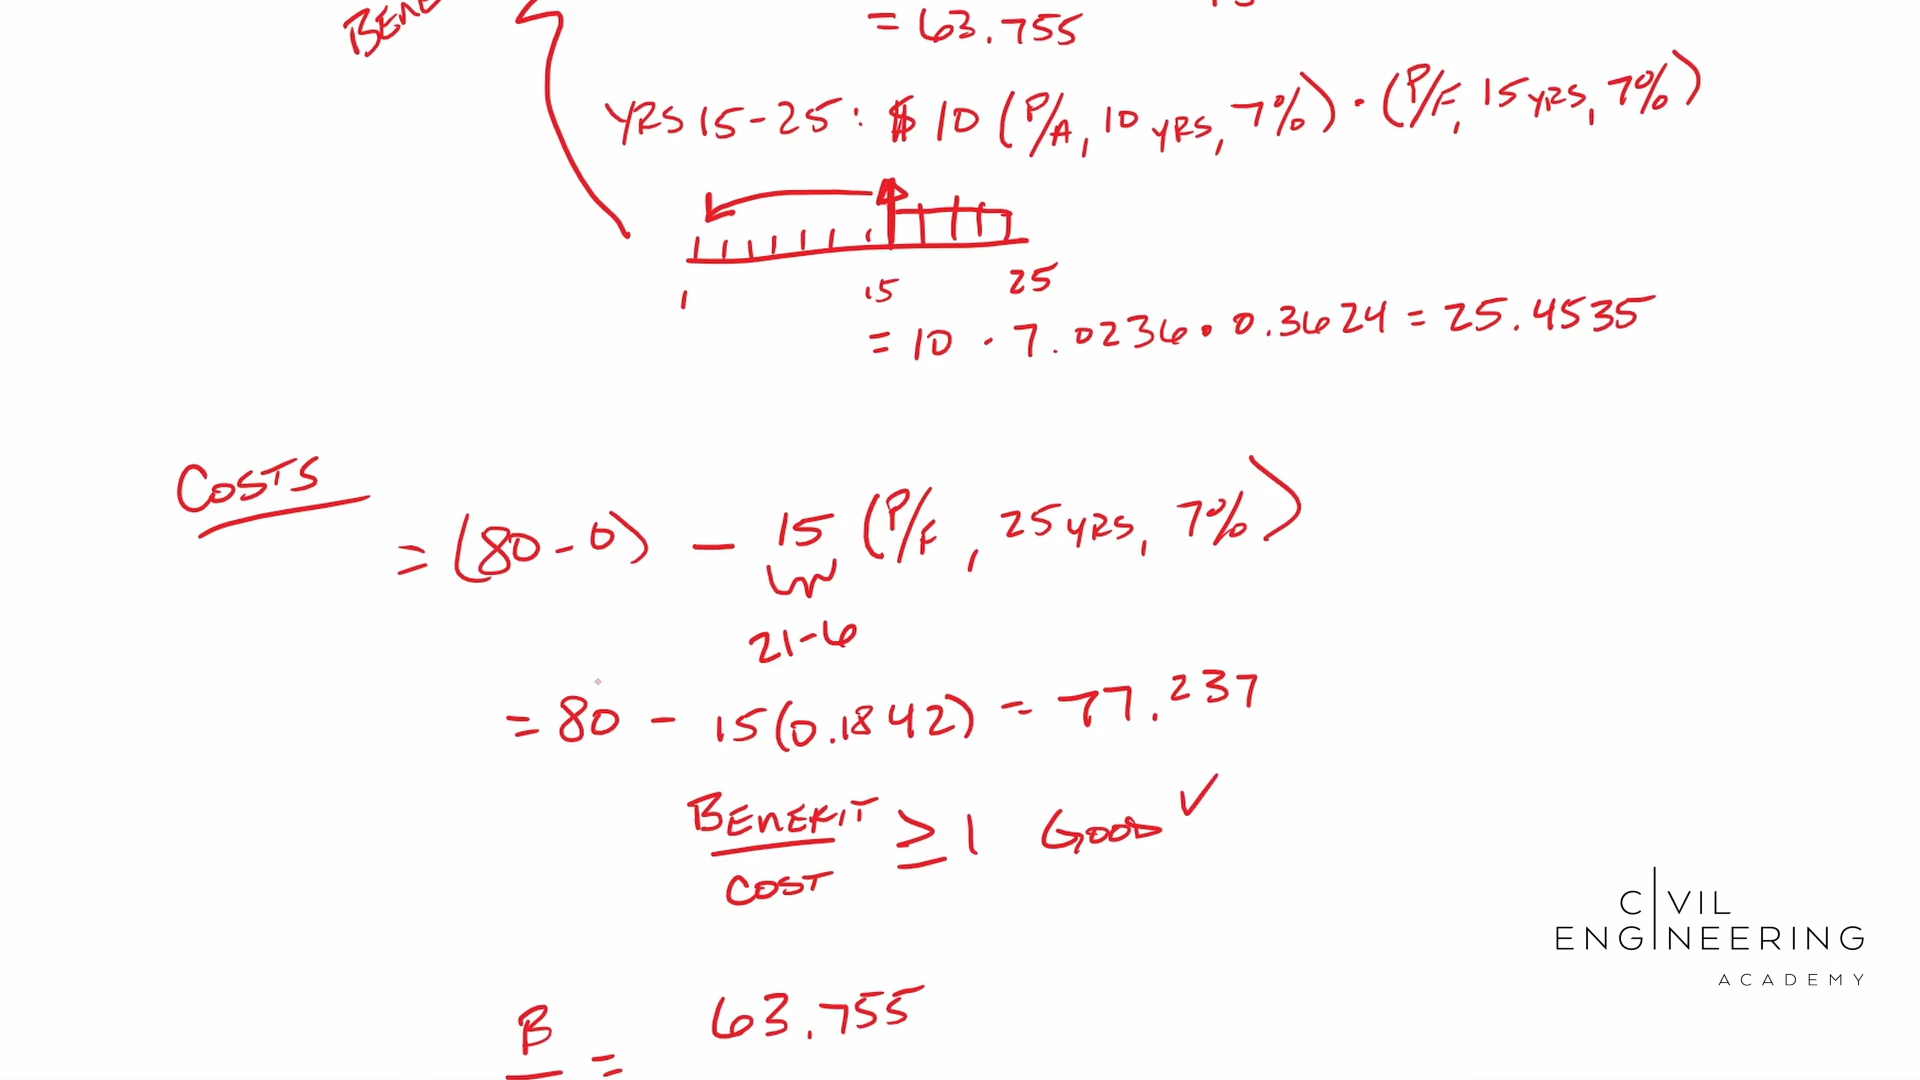 = 63.755
YRS 15-25: $10 (P/A, 10 YRS, 7%) · (P/F, 15 YRS, 7%)
1 15 25
= 10 · 7.0236 · 0.3624 = 25.4535
COSTS
= (80-0) - 15 (P/F, 25 YRS, 7%)
21-6
= 80 - 15(0.1842) = 77.237
BENEFIT
COST
≥ 1 GOOD ✓
CIVIL
ENGINEERING
ACADEMY
B = 63.755